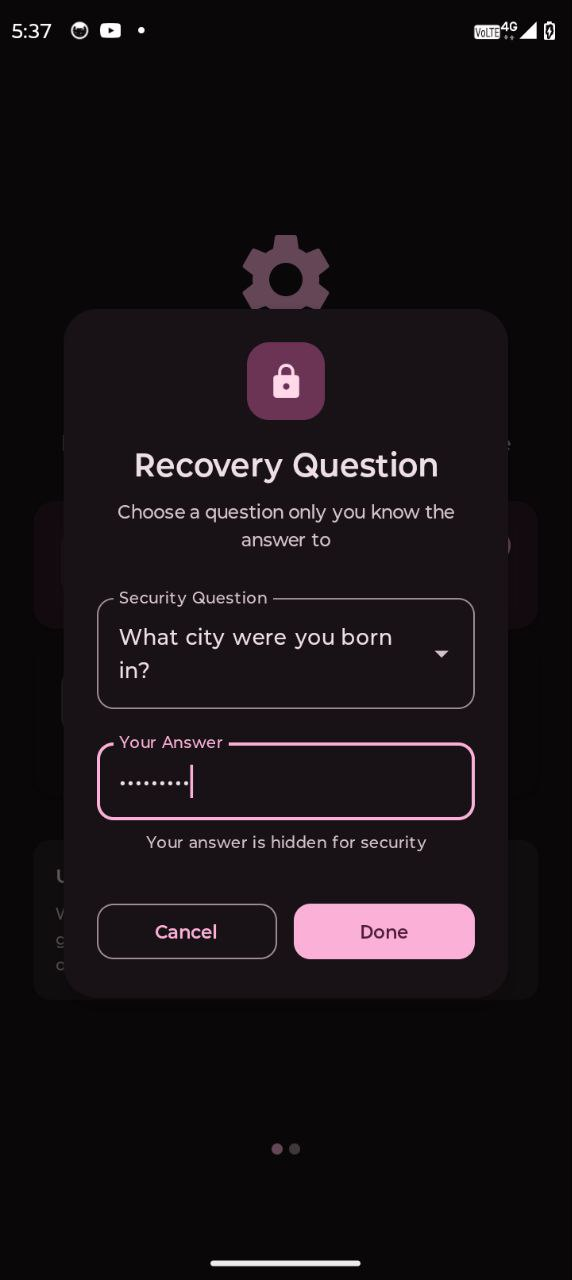 5:37
VoLTE 4G
Recovery Question
Choose a question only you know the
answer to
Security Question
What city were you born
in?
Your Answer
•••••••••
Your answer is hidden for security
Cancel
Done